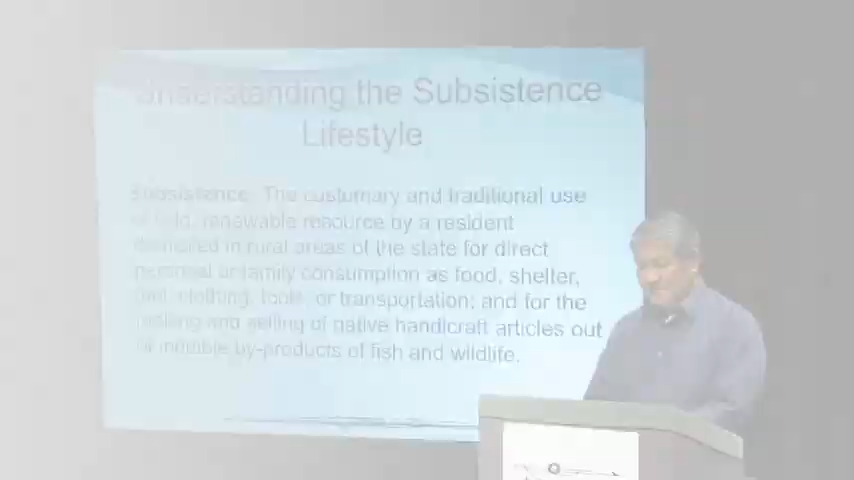 Understanding the Subsistence
Lifestyle
Subsistence: The custumary and traditional use
of wild, renewable resource by a resident
domiciled in rural areas of the state for direct
personal or family consumption as food, shelter,
fuel, clothing, tools, or transportation; and for the
making and selling of native handicraft articles out
of inedible by-products of fish and wildlife.